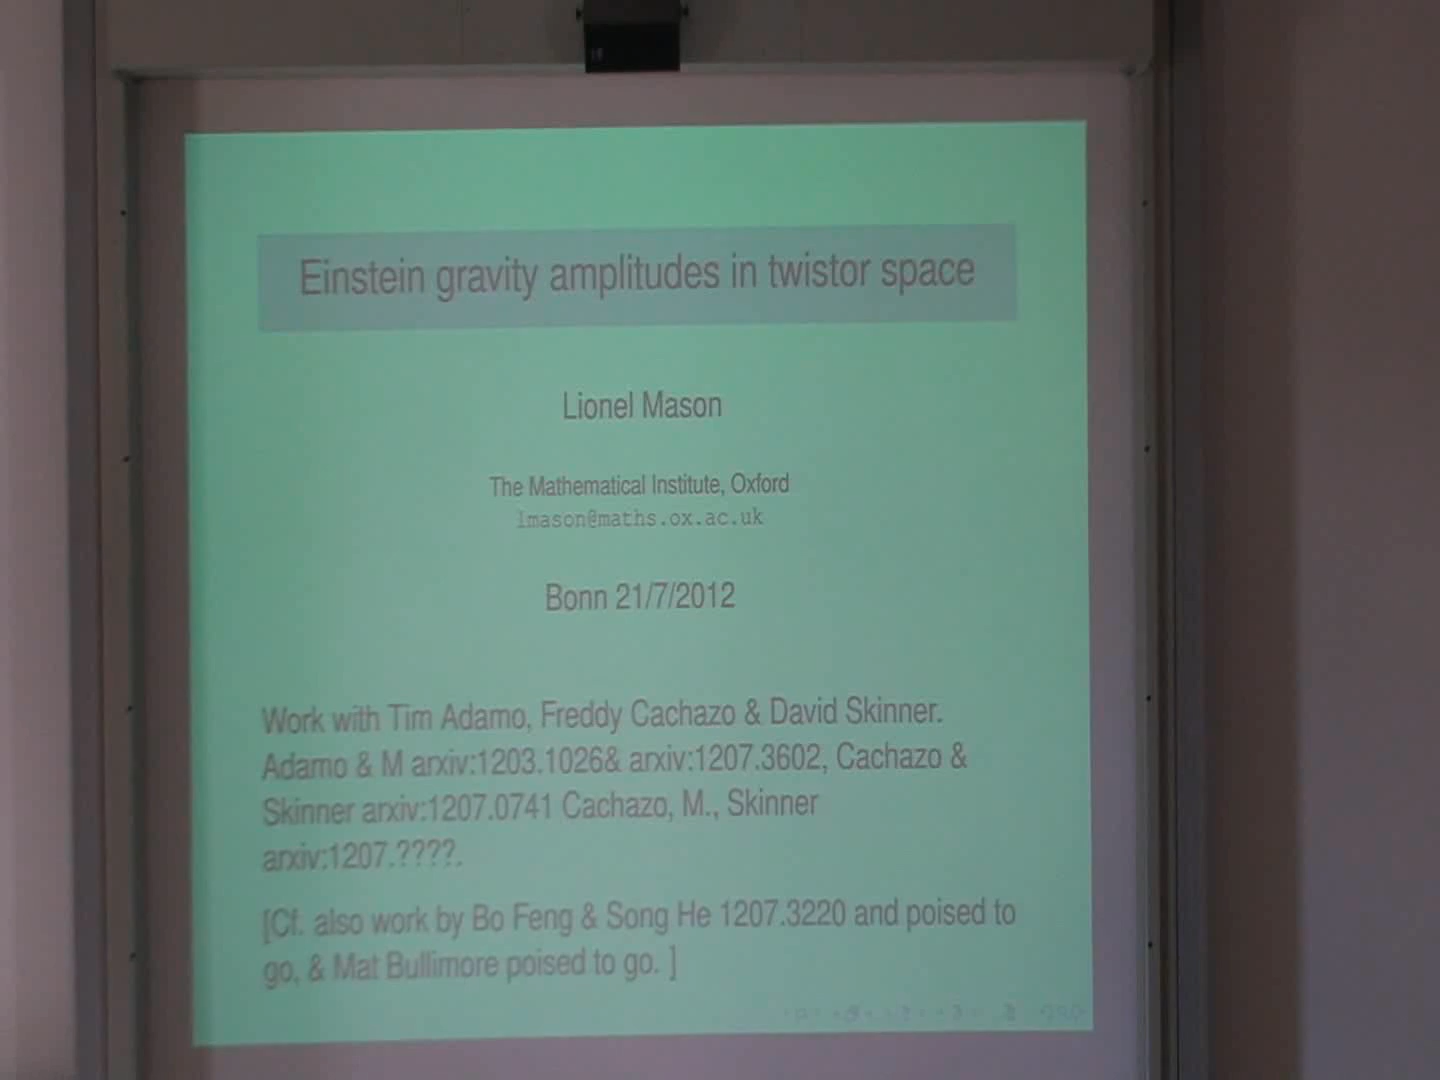 Einstein gravity amplitudes in twistor space
Lionel Mason
The Mathematical Institute, Oxford
lmason@maths.ox.ac.uk
Bonn 21/7/2012
Work with Tim Adamo, Freddy Cachazo & David Skinner.
Adamo & M arxiv:1203.1026& arxiv:1207.3602, Cachazo &
Skinner arxiv:1207.0741 Cachazo, M., Skinner
arxiv:1207.????.
[Cf. also work by Bo Feng & Song He 1207.3220 and poised to
go, & Mat Bullimore poised to go. ]